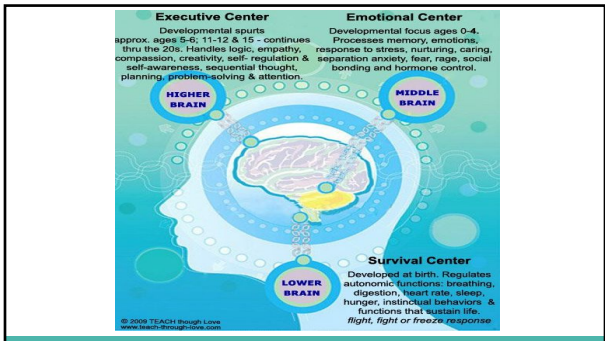 Executive Center
Developmental spurts
approx. ages 5-6; 11-12 & 15 - continues
thru the 20s. Handles logic, empathy,
compassion, creativity, self- regulation &
self-awareness, sequential thought,
planning, problem-solving & attention.
HIGHER
BRAIN
Emotional Center
Developmental focus ages 0-4.
Processes memory, emotions,
response to stress, nurturing, caring,
separation anxiety, fear, rage, social
bonding and hormone control.
MIDDLE
BRAIN
LOWER
BRAIN
Survival Center
Developed at birth. Regulates
autonomic functions: breathing,
digestion, heart rate, sleep,
hunger, instinctual behaviors &
functions that sustain life.
flight, fight or freeze response
© 2009 TEACH though Love
www.teach-through-love.com